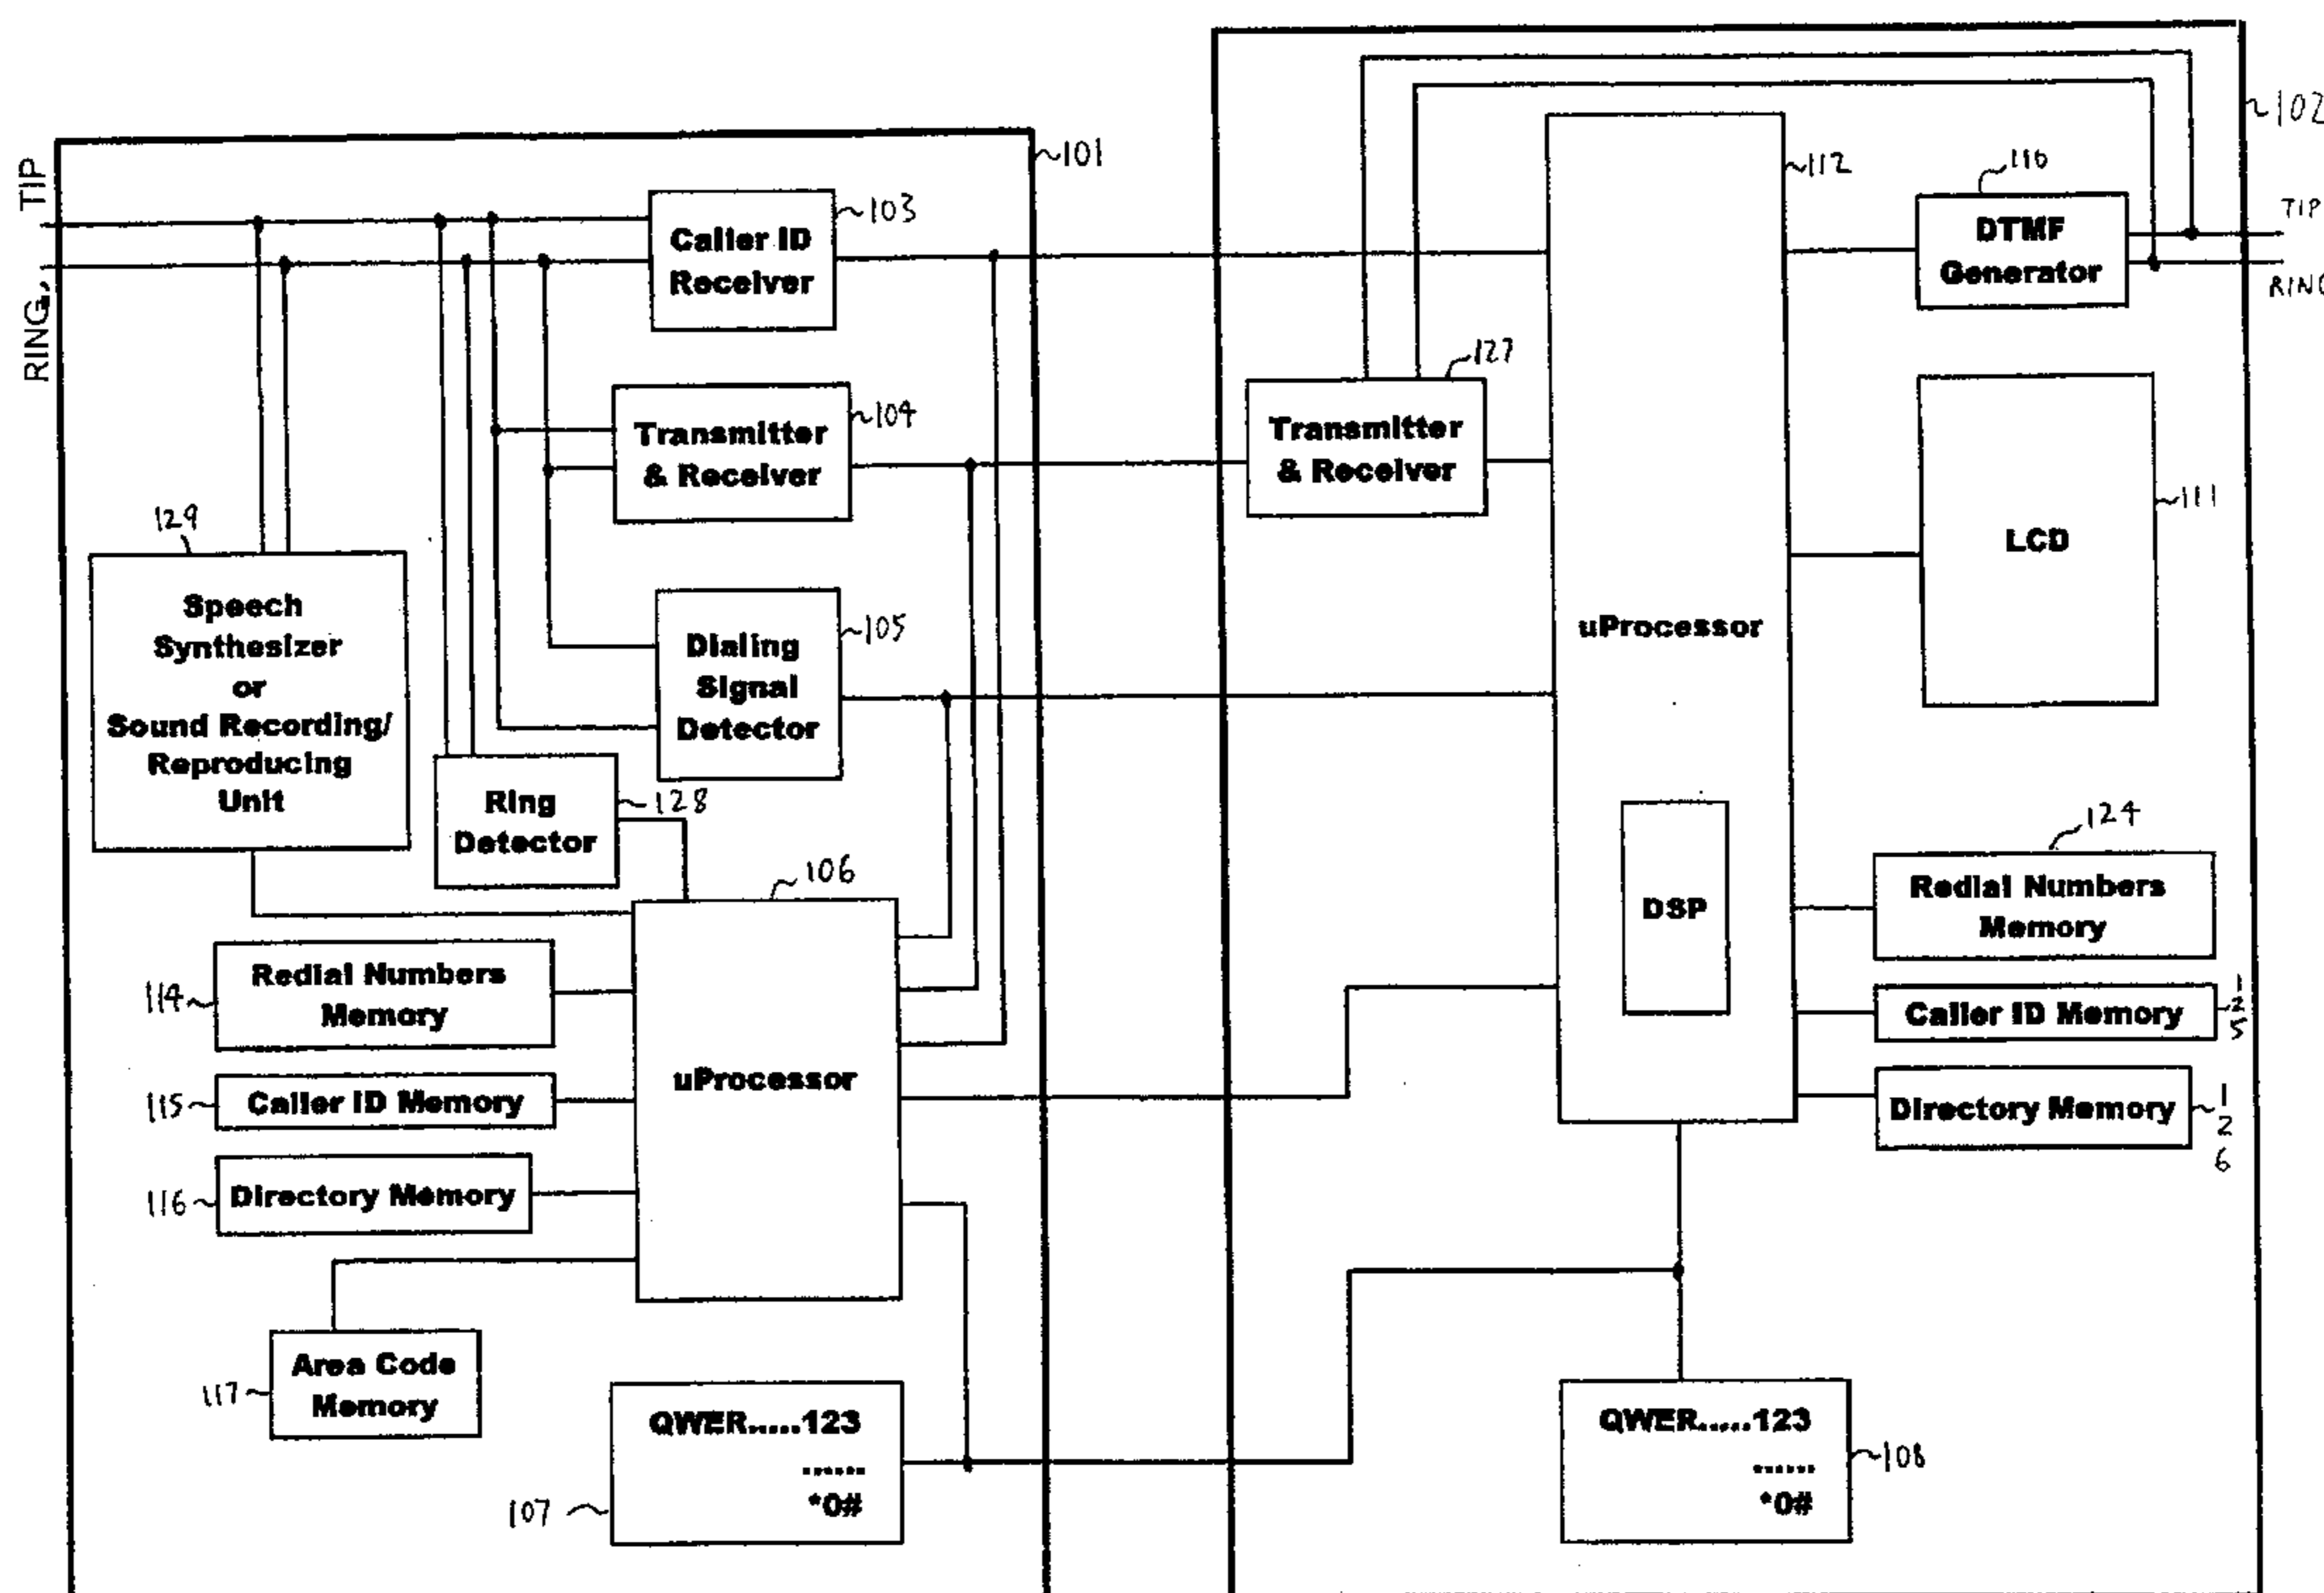 TIP
RING,
101
102
Caller ID
Receiver
103
112
110
DTMF
Generator
TIP
RING
Transmitter
& Receiver
104
Transmitter
& Receiver
127
LCD
111
129
Speech
Synthesizer
or
Sound Recording/
Reproducing
Unit
Dialing
Signal
Detector
105
uProcessor
DSP
Ring
Detector
128
106
uProcessor
124
Redial Numbers
Memory
Caller ID Memory
125
Directory Memory
126
114
Redial Numbers
Memory
115
Caller ID Memory
116
Directory Memory
117
Area Code
Memory
107
QWER.....123
......
*0#
QWER.....123
......
*0#
108